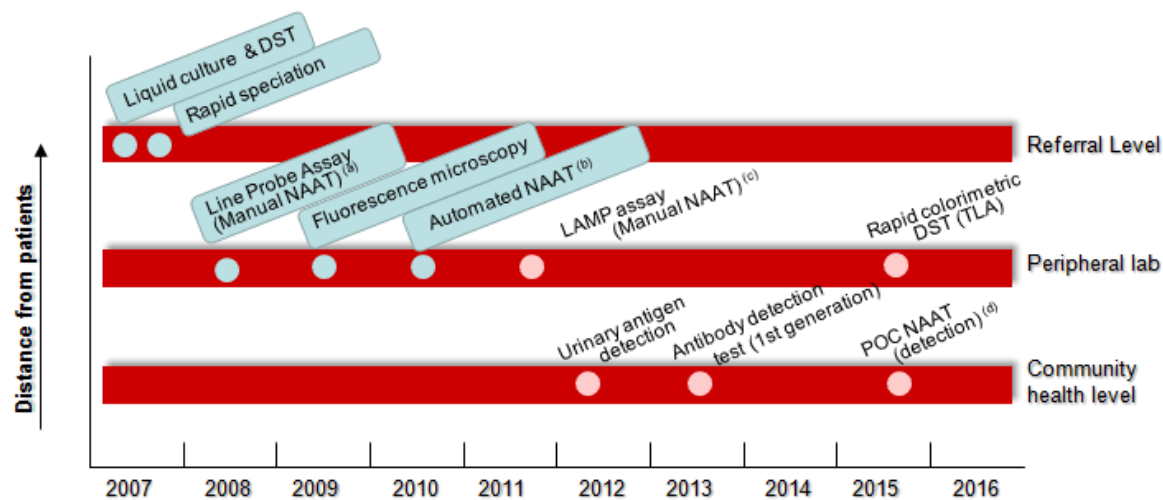 Liquid culture & DST
Rapid speciation
Referral Level
Line Probe Assay
(Manual NAAT) (a)
Fluorescence microscopy
Automated NAAT (b)
LAMP assay
(Manual NAAT) (c)
Rapid colorimetric
DST (TLA)
Peripheral lab
Urinary antigen
detection
Antibody detection
test (1st generation)
POC NAAT
(detection) (d)
Community
health level
Distance from patients
2007 2008 2009 2010 2011 2012 2013 2014 2015 2016